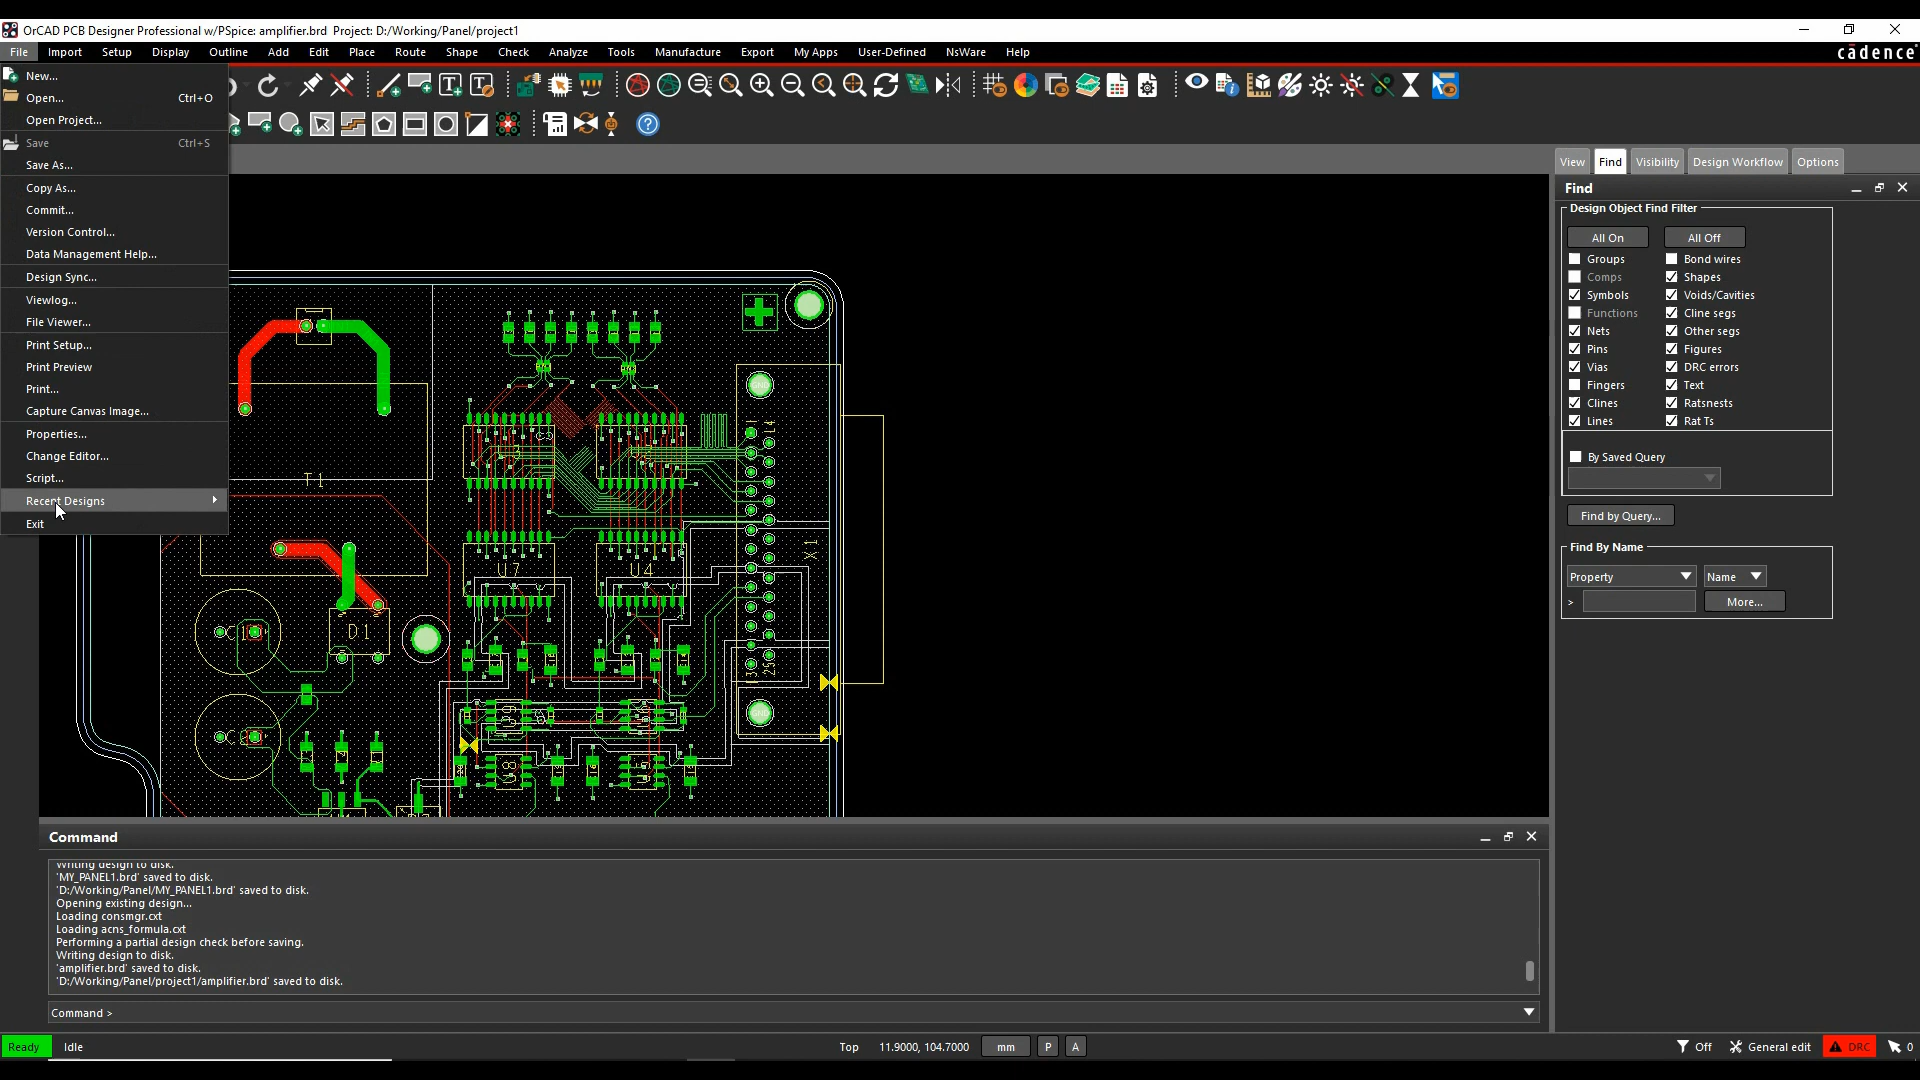 OrCAD PCB Designer Professional w/PSpice: amplifier.brd  Project: D:/Working/Panel/project1
File Import Setup Display Outline Add Edit Place Route Shape Check Analyze Tools Manufacture Export My Apps User-Defined NsWare Help
cādence
New...
Open... Ctrl+O
Open Project...
Save Ctrl+S
Save As...
Copy As...
Commit...
Version Control...
Data Management Help...
Design Sync...
Viewlog...
File Viewer...
Print Setup...
Print Preview
Print...
Capture Canvas Image...
Properties...
Change Editor...
Script...
Recent Designs
Exit
View Find Visibility Design Workflow Options
Find
Design Object Find Filter
All On All Off
Groups Bond wires
Comps Shapes
Symbols Voids/Cavities
Functions Cline segs
Nets Other segs
Pins Figures
Vias DRC errors
Fingers Text
Clines Ratsnests
Lines Rat Ts
By Saved Query
Find by Query...
Find By Name
Property Name
> More...
T1
U7
U4
X1
D1
GND
GND
Command
Writing design to disk.
'MY_PANEL1.brd' saved to disk.
'D:/Working/Panel/MY_PANEL1.brd' saved to disk.
Opening existing design...
Loading consmgr.cxt
Loading acns_formula.cxt
Performing a partial design check before saving.
Writing design to disk.
'amplifier.brd' saved to disk.
'D:/Working/Panel/project1/amplifier.brd' saved to disk.
Command >
Ready Idle Top 11.9000, 104.7000 mm P A Off General edit DRC 0